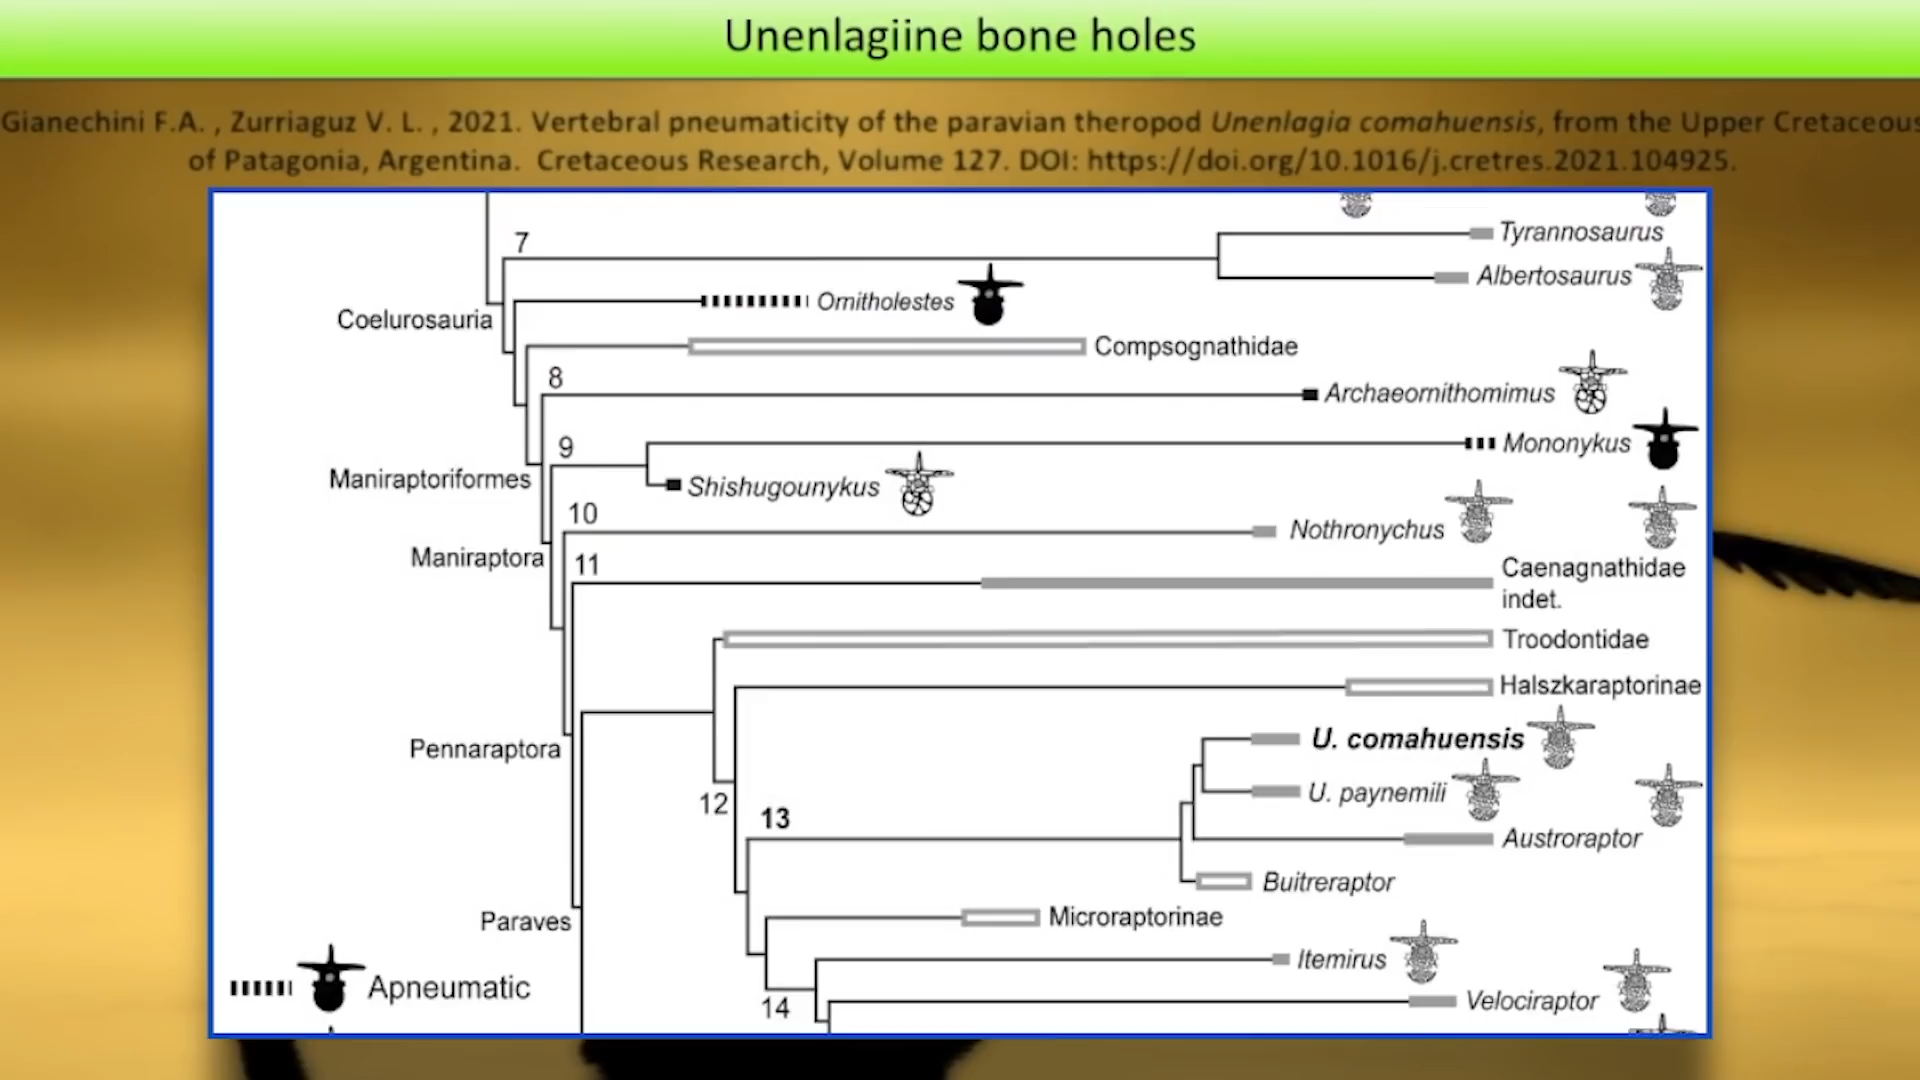 Unenlagiine bone holes
Gianechini F.A. , Zurriaguz V. L. , 2021. Vertebral pneumaticity of the paravian theropod Unenlagia comahuensis, from the Upper Cretaceous
of Patagonia, Argentina. Cretaceous Research, Volume 127. DOI: https://doi.org/10.1016/j.cretres.2021.104925.
Tyrannosaurus
7
Albertosaurus
Ornitholestes
Coelurosauria
Compsognathidae
8
Archaeornithomimus
9
Mononykus
Maniraptoriformes
Shishugounykus
10
Nothronychus
Maniraptora
11
Caenagnathidae
indet.
Troodontidae
Halszkaraptorinae
U. comahuensis
Pennaraptora
U. paynemili
12
13
Austroraptor
Buitreraptor
Paraves
Microraptorinae
Itemirus
Apneumatic
14
Velociraptor